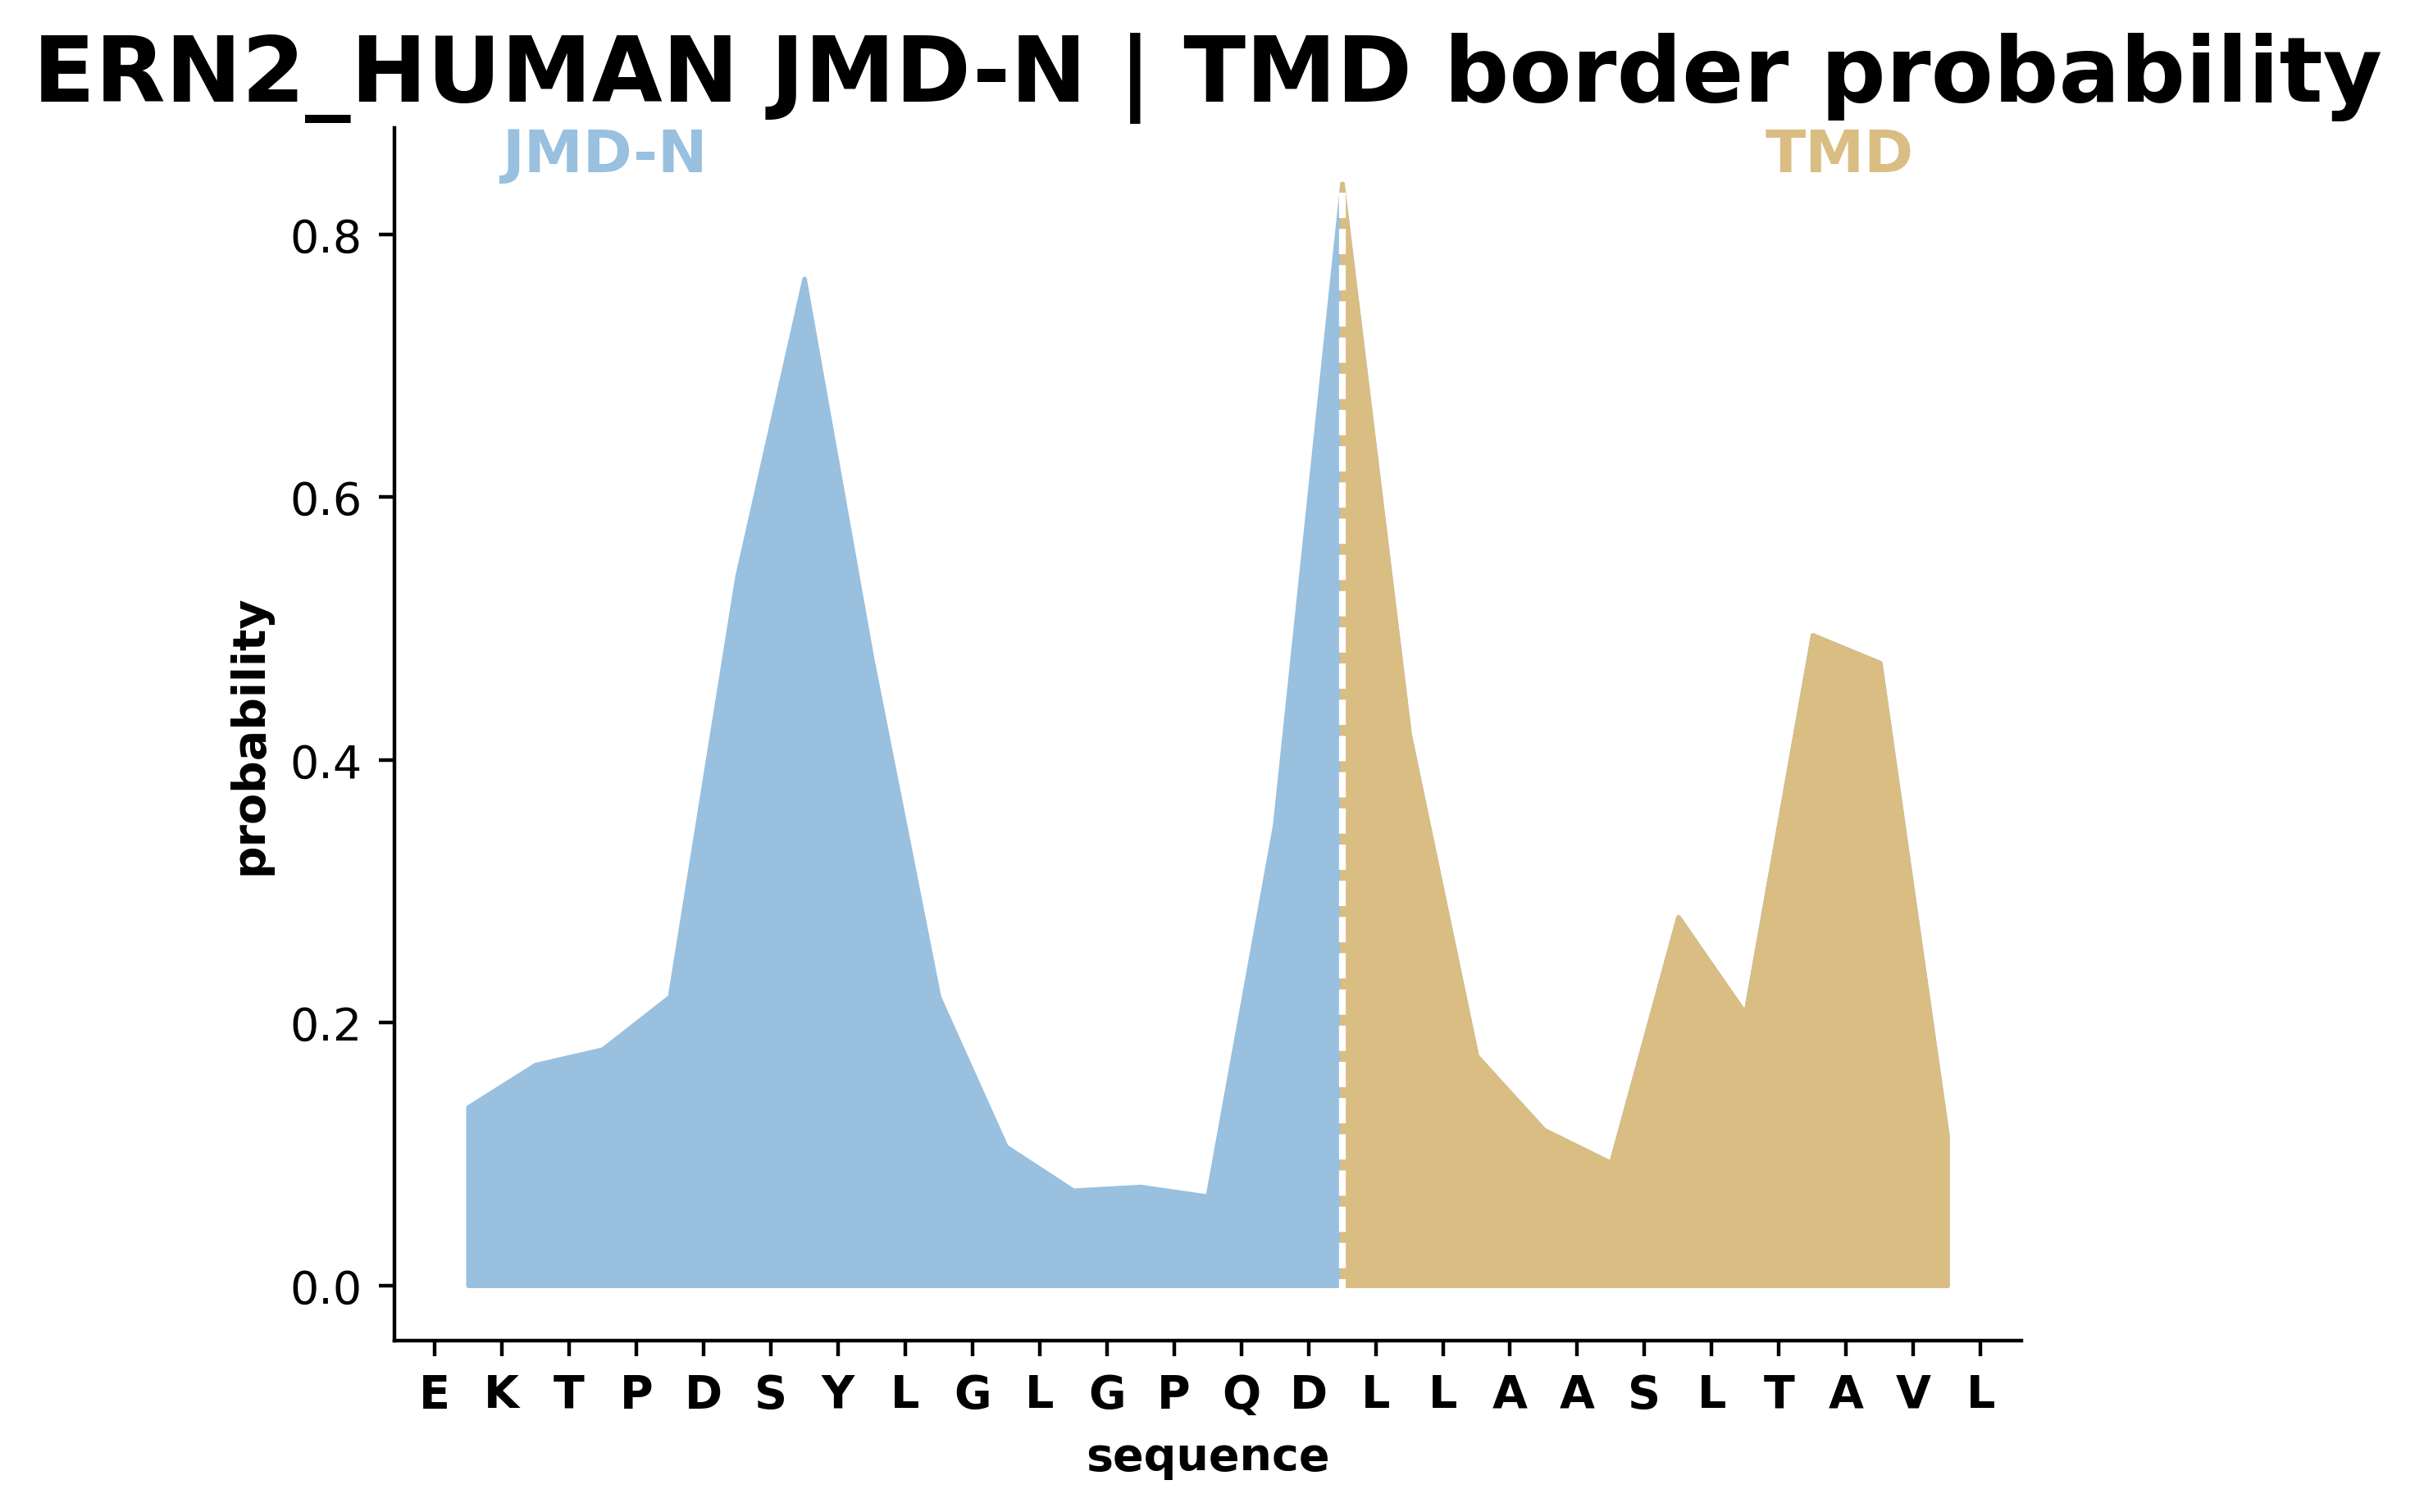 ERN2_HUMAN JMD-N | TMD border probability
JMD-N TMD
0.8
0.6
0.4
0.2
0.0
probability
E K T P D S Y L G L G P Q D L L A A S L T A V L
sequence